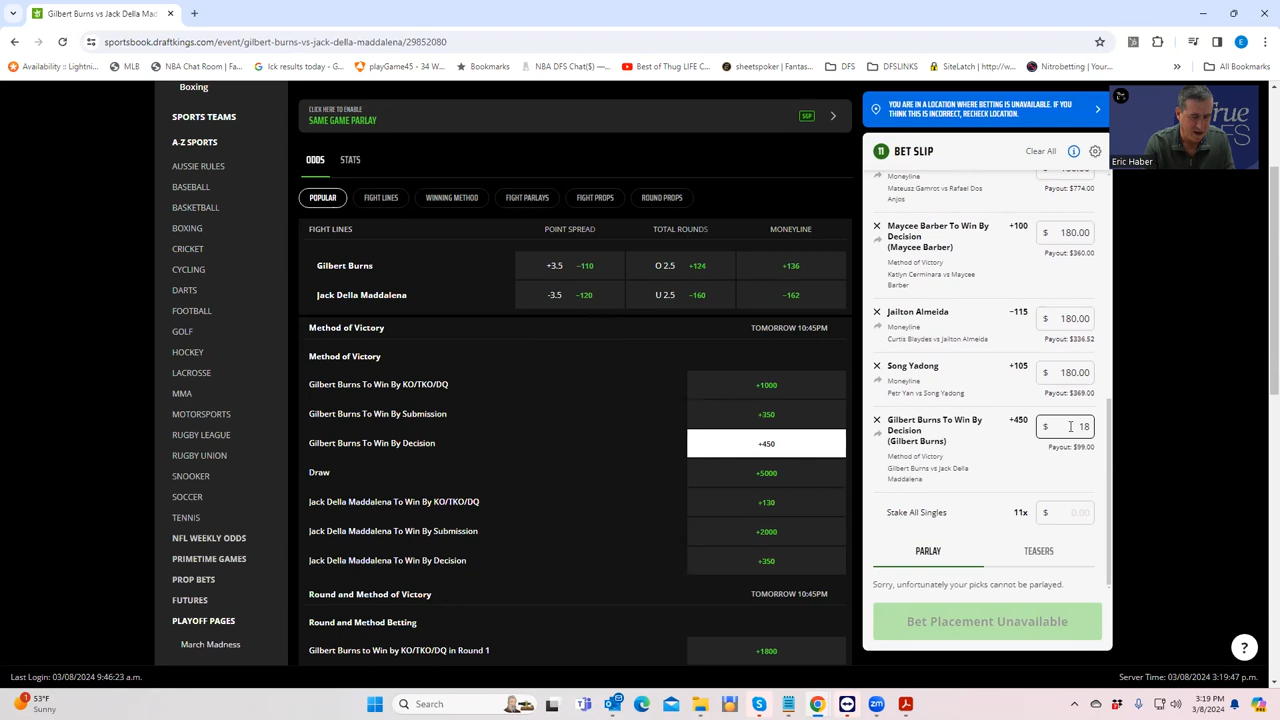 Gilbert Burns vs Jack Della Mad
sportsbook.draftkings.com/event/gilbert-burns-vs-jack-della-maddalena/29852080
Availability :: Lightni...
MLB
NBA Chat Room | Fa...
Ick results today - G...
playGame45 - 34 W...
Bookmarks
NBA DFS Chat($) —...
Best of Thug LIFE C...
sheetspoker | Fantas...
DFS
DFSLINKS
SiteLatch | http://w...
Nitrobetting | Your...
All Bookmarks
Boxing
SPORTS TEAMS
A-Z SPORTS
AUSSIE RULES
BASEBALL
BASKETBALL
BOXING
CRICKET
CYCLING
DARTS
FOOTBALL
GOLF
HOCKEY
LACROSSE
MMA
MOTORSPORTS
RUGBY LEAGUE
RUGBY UNION
SNOOKER
SOCCER
TENNIS
NFL WEEKLY ODDS
PRIMETIME GAMES
PROP BETS
FUTURES
PLAYOFF PAGES
March Madness
CLICK HERE TO ENABLE
SAME GAME PARLAY
SGP
ODDS STATS
POPULAR FIGHT LINES WINNING METHOD FIGHT PARLAYS FIGHT PROPS ROUND PROPS
FIGHT LINES POINT SPREAD TOTAL ROUNDS MONEYLINE
Gilbert Burns +3.5 −110 O 2.5 +124 +136
Jack Della Maddalena -3.5 −120 U 2.5 −160 −162
Method of Victory TOMORROW 10:45PM
Method of Victory
Gilbert Burns To Win By KO/TKO/DQ +1000
Gilbert Burns To Win By Submission +350
Gilbert Burns To Win By Decision +450
Draw +5000
Jack Della Maddalena To Win By KO/TKO/DQ +130
Jack Della Maddalena To Win By Submission +2000
Jack Della Maddalena To Win By Decision +350
Round and Method of Victory TOMORROW 10:45PM
Round and Method Betting
Gilbert Burns to Win by KO/TKO/DQ in Round 1 +1800
YOU ARE IN A LOCATION WHERE BETTING IS UNAVAILABLE. IF YOU
THINK THIS IS INCORRECT, RECHECK LOCATION.
11 BET SLIP Clear All
Moneyline
Mateusz Gamrot vs Rafael Dos
Anjos
Payout: $774.00
Maycee Barber To Win By
Decision
(Maycee Barber)
+100
$ 180.00
Payout: $360.00
Method of Victory
Katlyn Cerminara vs Maycee
Barber
Jailton Almeida −115 $ 180.00
Moneyline
Curtis Blaydes vs Jailton Almeida Payout: $336.52
Song Yadong +105 $ 180.00
Moneyline
Petr Yan vs Song Yadong Payout: $369.00
Gilbert Burns To Win By
Decision
(Gilbert Burns)
+450
$ 18
Payout: $99.00
Method of Victory
Gilbert Burns vs Jack Della
Maddalena
Stake All Singles 11x $ 0.00
PARLAY TEASERS
Sorry, unfortunately your picks cannot be parlayed.
Bet Placement Unavailable
Eric Haber
rue
?
Last Login: 03/08/2024 9:46:23 a.m. Server Time: 03/08/2024 3:19:47 p.m.
53°F
Sunny
Search
3:19 PM
3/8/2024